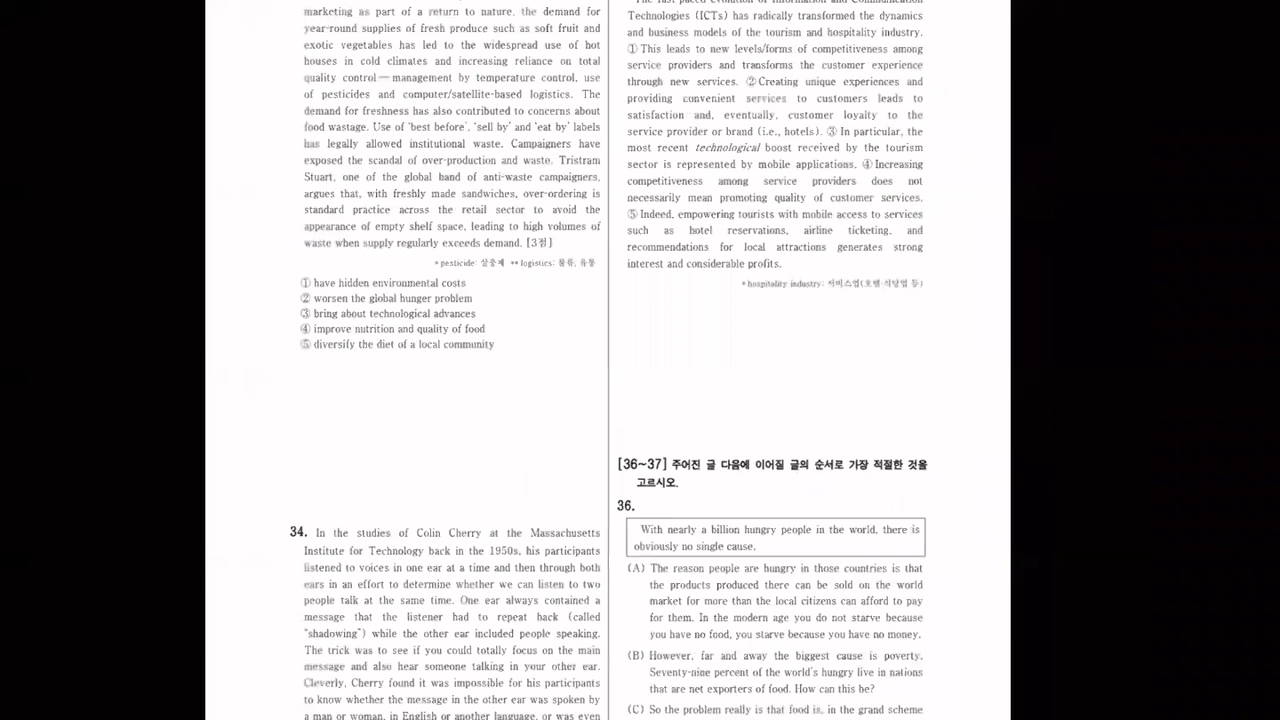 marketing as part of a return to nature, the demand for
year-round supplies of fresh produce such as soft fruit and
exotic vegetables has led to the widespread use of hot
houses in cold climates and increasing reliance on total
quality control — management by temperature control, use
of pesticides and computer/satellite-based logistics. The
demand for freshness has also contributed to concerns about
food wastage. Use of ‘best before’, ‘sell by’ and ‘eat by’ labels
has legally allowed institutional waste. Campaigners have
exposed the scandal of over-production and waste. Tristram
Stuart, one of the global band of anti-waste campaigners,
argues that, with freshly made sandwiches, over-ordering is
standard practice across the retail sector to avoid the
appearance of empty shelf space, leading to high volumes of
waste when supply regularly exceeds demand. [3점]
* pesticide: 살충제 ** logistics: 물류, 유통
① have hidden environmental costs
② worsen the global hunger problem
③ bring about technological advances
④ improve nutrition and quality of food
⑤ diversify the diet of a local community
34. In the studies of Colin Cherry at the Massachusetts
Institute for Technology back in the 1950s, his participants
listened to voices in one ear at a time and then through both
ears in an effort to determine whether we can listen to two
people talk at the same time. One ear always contained a
message that the listener had to repeat back (called
“shadowing”) while the other ear included people speaking.
The trick was to see if you could totally focus on the main
message and also hear someone talking in your other ear.
Cleverly, Cherry found it was impossible for his participants
to know whether the message in the other ear was spoken by
a man or woman, in English or another language, or was even
The fast-paced evolution of Information and Communication
Technologies (ICTs) has radically transformed the dynamics
and business models of the tourism and hospitality industry.
① This leads to new levels/forms of competitiveness among
service providers and transforms the customer experience
through new services. ② Creating unique experiences and
providing convenient services to customers leads to
satisfaction and, eventually, customer loyalty to the
service provider or brand (i.e., hotels). ③ In particular, the
most recent technological boost received by the tourism
sector is represented by mobile applications. ④ Increasing
competitiveness among service providers does not
necessarily mean promoting quality of customer services.
⑤ Indeed, empowering tourists with mobile access to services
such as hotel reservations, airline ticketing, and
recommendations for local attractions generates strong
interest and considerable profits.
* hospitality industry: 서비스업(호텔·식당업 등)
[36~37] 주어진 글 다음에 이어질 글의 순서로 가장 적절한 것을
고르시오.
36.
With nearly a billion hungry people in the world, there is
obviously no single cause.
(A) The reason people are hungry in those countries is that
the products produced there can be sold on the world
market for more than the local citizens can afford to pay
for them. In the modern age you do not starve because
you have no food, you starve because you have no money.
(B) However, far and away the biggest cause is poverty.
Seventy-nine percent of the world’s hungry live in nations
that are net exporters of food. How can this be?
(C) So the problem really is that food is, in the grand scheme